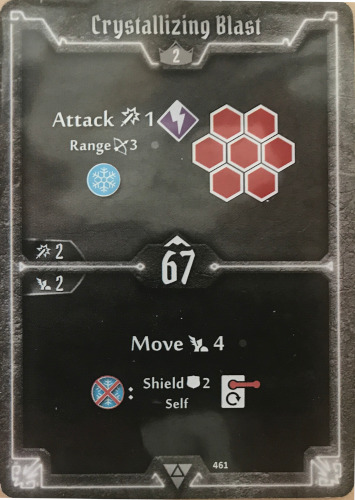 Crystallizing Blast
2
Attack 1
Range 3
2
67
2
Move 4
: Shield 2
Self
461